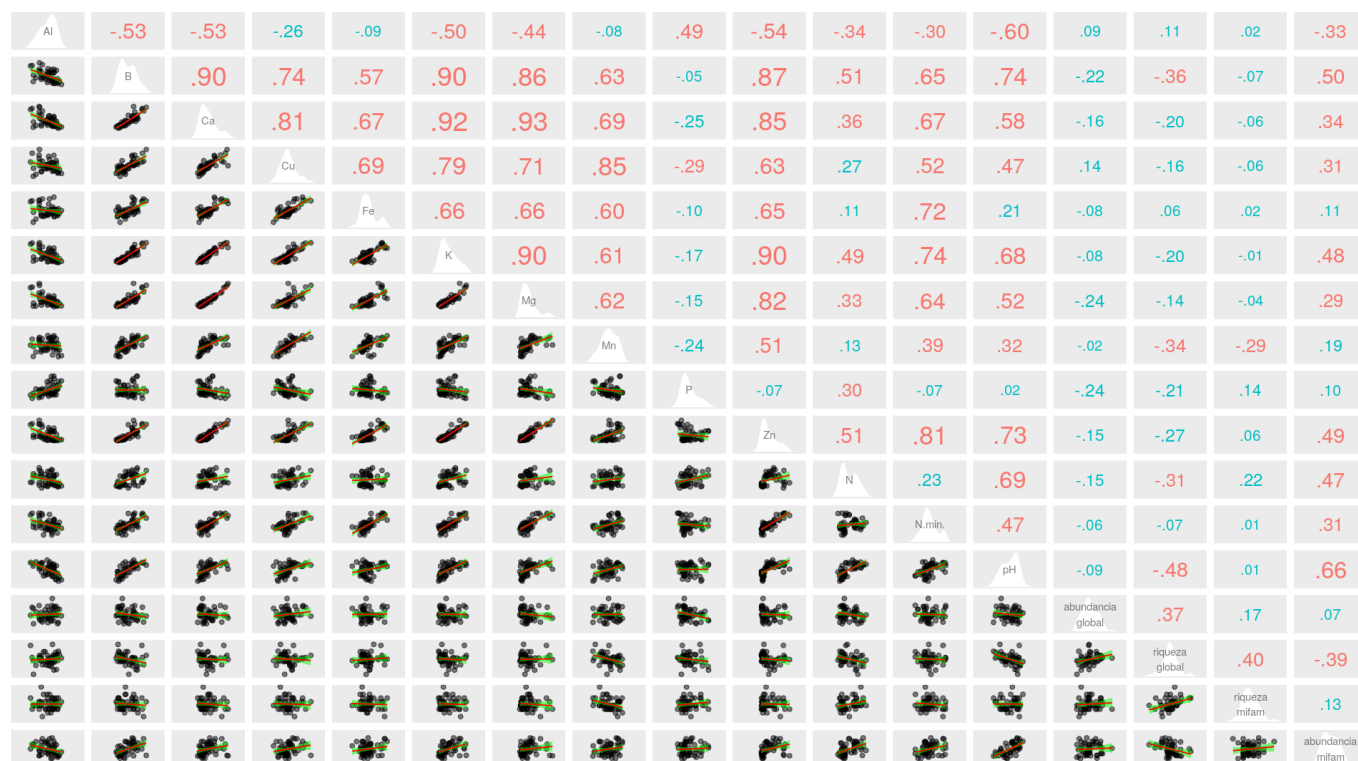 Al -.53 -.53 -.26 -.09 -.50 -.44 -.08 .49 -.54 -.34 -.30 -.60 .09 .11 .02 -.33
B .90 .74 .57 .90 .86 .63 -.05 .87 .51 .65 .74 -.22 -.36 -.07 .50
Ca .81 .67 .92 .93 .69 -.25 .85 .36 .67 .58 -.16 -.20 -.06 .34
Cu .69 .79 .71 .85 -.29 .63 .27 .52 .47 .14 -.16 -.06 .31
Fe .66 .66 .60 -.10 .65 .11 .72 .21 -.08 .06 .02 .11
K .90 .61 -.17 .90 .49 .74 .68 -.08 -.20 -.01 .48
Mg .62 -.15 .82 .33 .64 .52 -.24 -.14 -.04 .29
Mn -.24 .51 .13 .39 .32 -.02 -.34 -.29 .19
P -.07 .30 -.07 .02 -.24 -.21 .14 .10
Zn .51 .81 .73 -.15 -.27 .06 .49
N .23 .69 -.15 -.31 .22 .47
N.min. .47 -.06 -.07 .01 .31
pH -.09 -.48 .01 .66
abundancia
global .37 .17 .07
riqueza
global .40 -.39
riqueza
mifam .13
abundancia
mifam